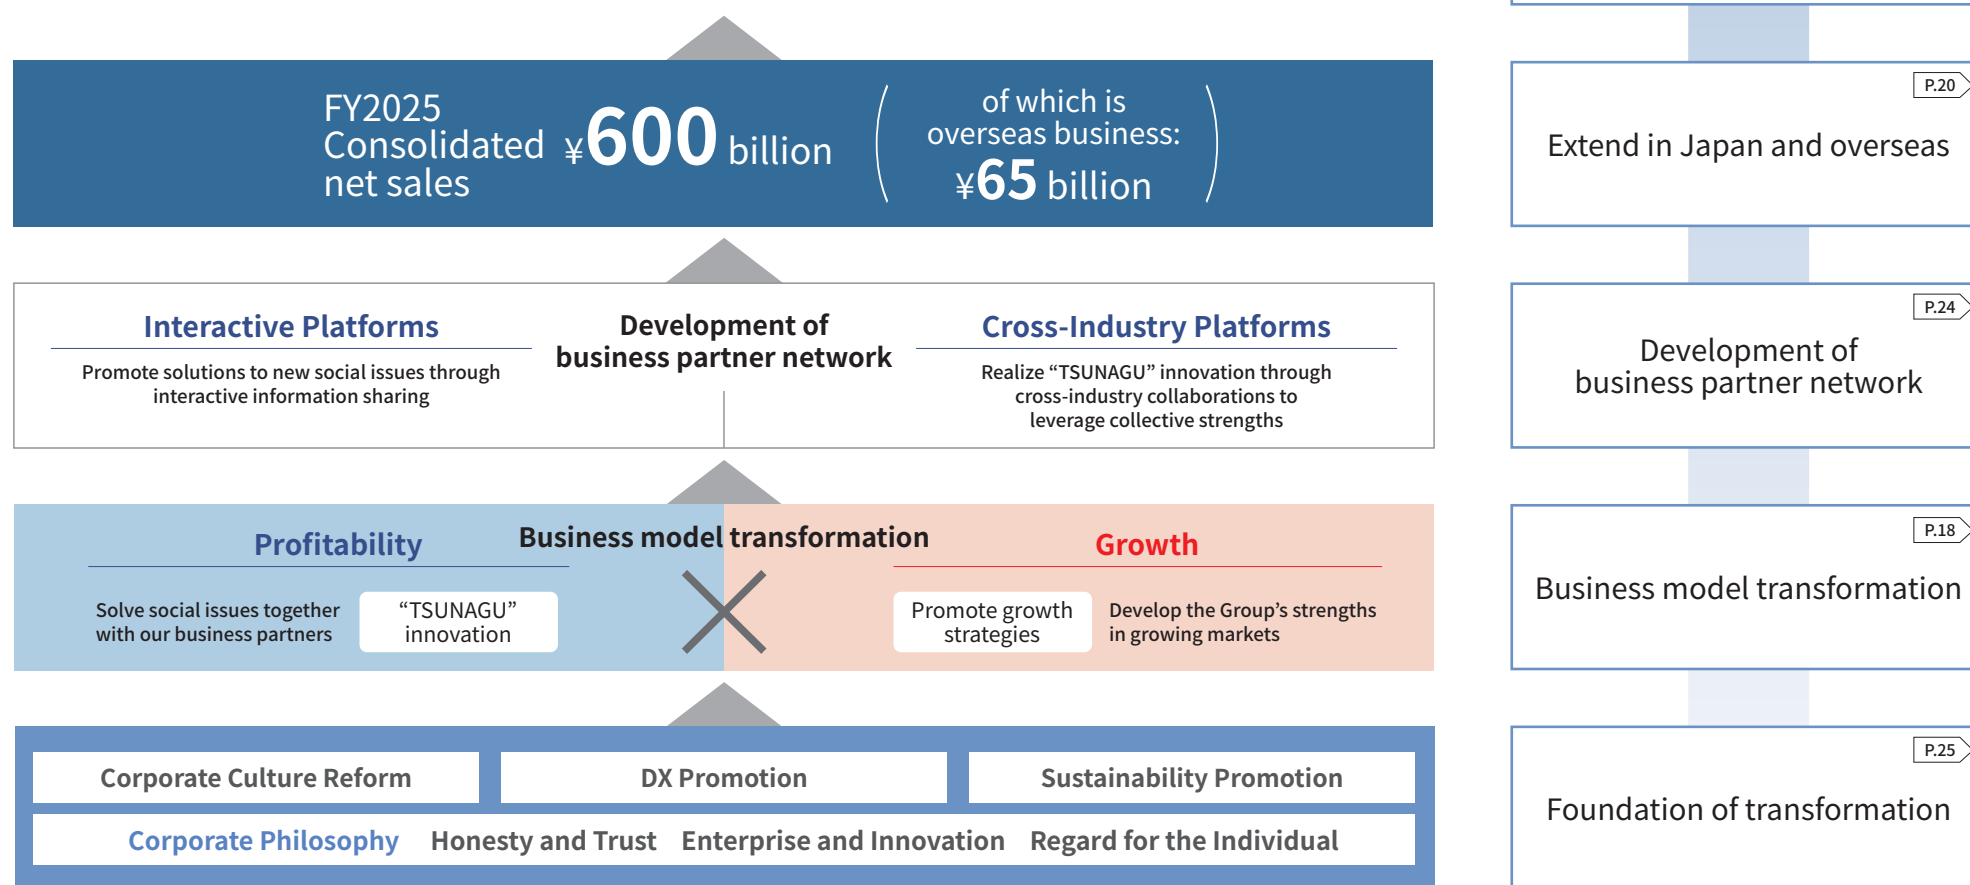 FY2025
Consolidated
net sales
¥600 billion
of which is
overseas business:
¥65 billion
P.20
Extend in Japan and overseas
Interactive Platforms
Promote solutions to new social issues through
interactive information sharing
Development of
business partner network
Cross-Industry Platforms
Realize “TSUNAGU” innovation through
cross-industry collaborations to
leverage collective strengths
P.24
Development of
business partner network
Business model transformation
Profitability
Solve social issues together
with our business partners
“TSUNAGU”
innovation
Growth
Promote growth
strategies
Develop the Group’s strengths
in growing markets
P.18
Business model transformation
Corporate Culture Reform
DX Promotion
Sustainability Promotion
Corporate Philosophy Honesty and Trust Enterprise and Innovation Regard for the Individual
P.25
Foundation of transformation